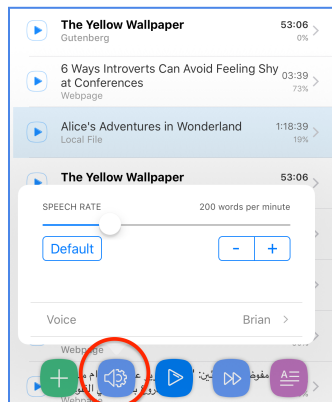 The Yellow Wallpaper 53:06
Gutenberg 0%
6 Ways Introverts Can Avoid Feeling Shy
at Conferences 03:39
Webpage 73%
Alice's Adventures in Wonderland 1:18:39
Local File 19%
The Yellow Wallpaper 53:06
SPEECH RATE 200 words per minute
Default - +
Voice Brian
Webpage